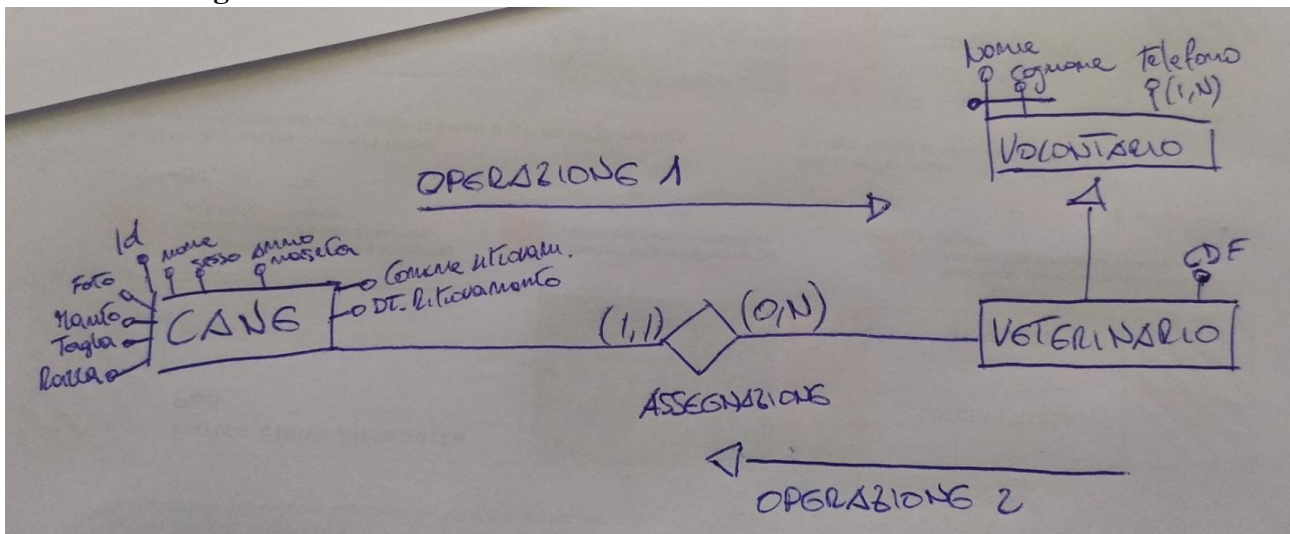 Nome
Cognome
Telefono
(1,N)
VOLONTARIO
OPERAZIONE 1
Id
nome
sesso
anno
nascita
Foto
Manto
Taglia
Razza
CANE
Comune ritrovam.
DT. Ritrovamento
(1,1)
(0,N)
ASSEGNAZIONE
CDF
VETERINARIO
OPERAZIONE 2